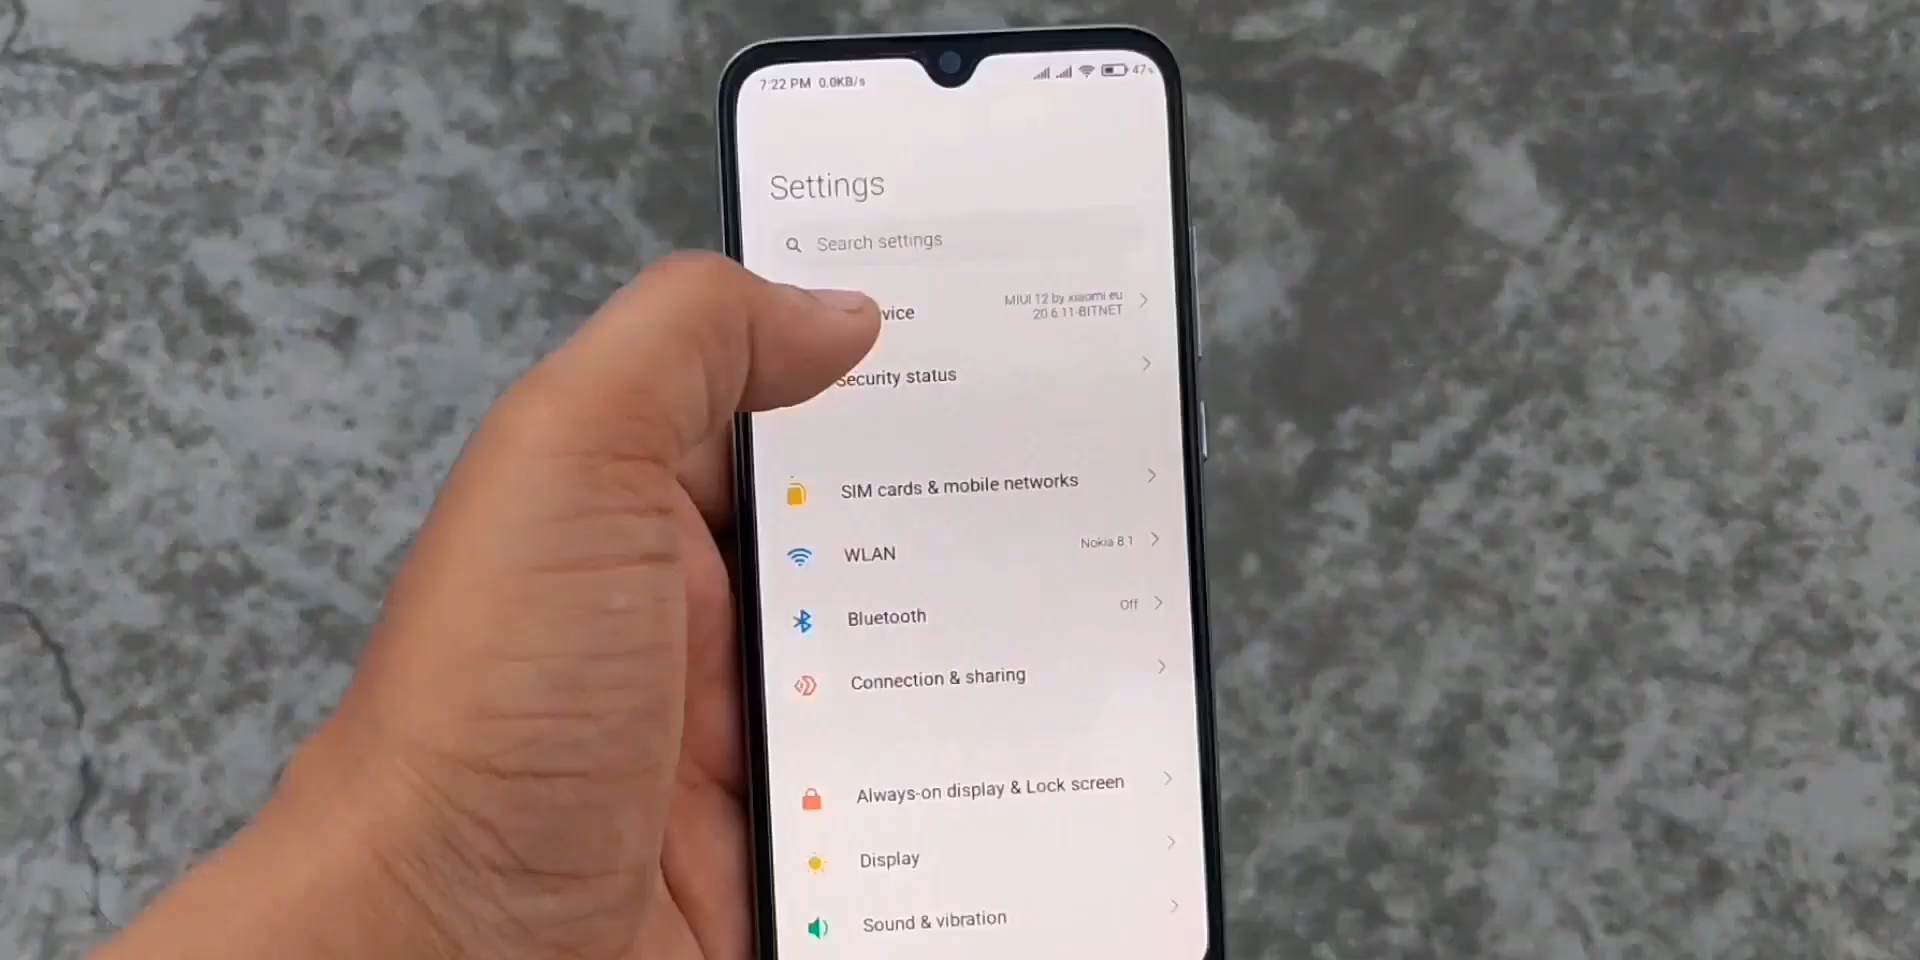 7:22 PM 0.0KB/s
47%
Settings
Search settings
vice
MIUI 12 by xiaomi.eu
20.6.11-BITNET
Security status
SIM cards & mobile networks
WLAN
Nokia 8.1
Bluetooth
Off
Connection & sharing
Always-on display & Lock screen
Display
Sound & vibration